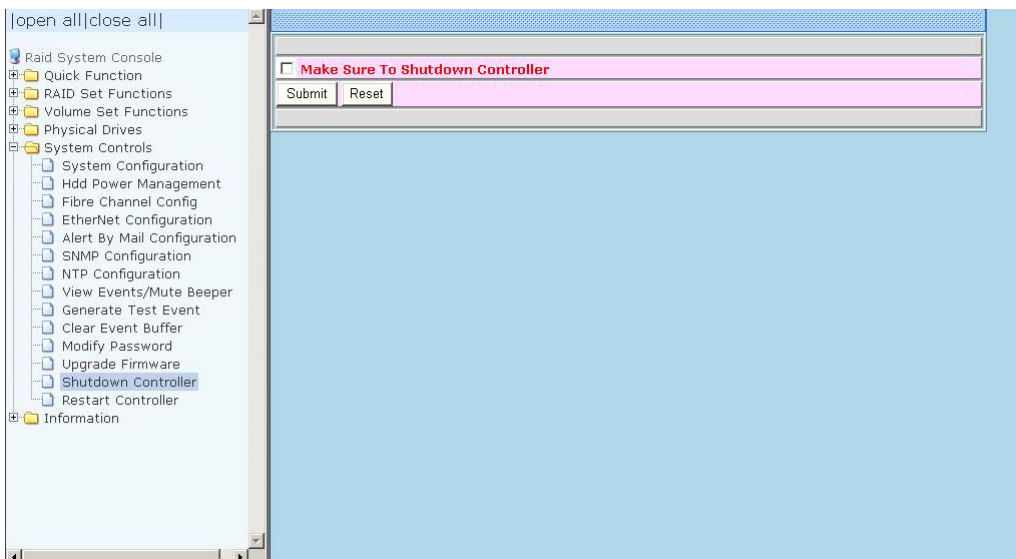 |open all|close all|
Raid System Console
Quick Function
RAID Set Functions
Volume Set Functions
Physical Drives
System Controls
System Configuration
Hdd Power Management
Fibre Channel Config
EtherNet Configuration
Alert By Mail Configuration
SNMP Configuration
NTP Configuration
View Events/Mute Beeper
Generate Test Event
Clear Event Buffer
Modify Password
Upgrade Firmware
Shutdown Controller
Restart Controller
Information
Make Sure To Shutdown Controller
Submit Reset